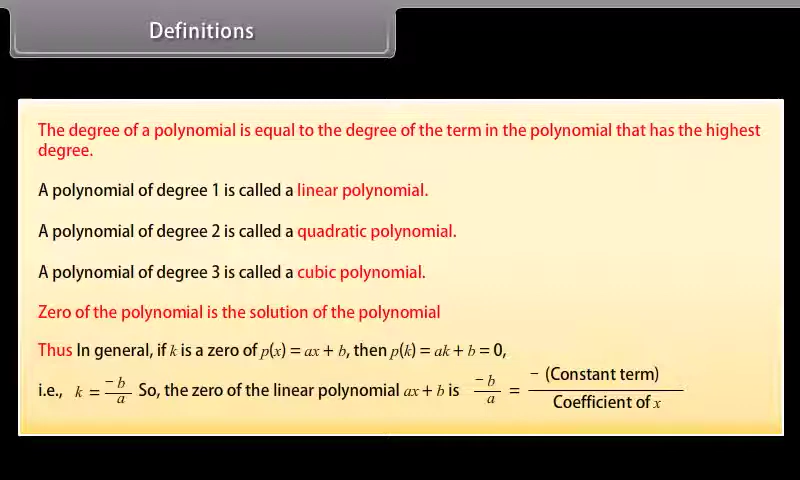 Definitions
The degree of a polynomial is equal to the degree of the term in the polynomial that has the highest
degree.
A polynomial of degree 1 is called a linear polynomial.
A polynomial of degree 2 is called a quadratic polynomial.
A polynomial of degree 3 is called a cubic polynomial.
Zero of the polynomial is the solution of the polynomial
Thus In general, if k is a zero of p(x) = ax + b, then p(k) = ak + b = 0,
i.e., k = −b/a So, the zero of the linear polynomial ax + b is −b/a = − (Constant term)/Coefficient of x